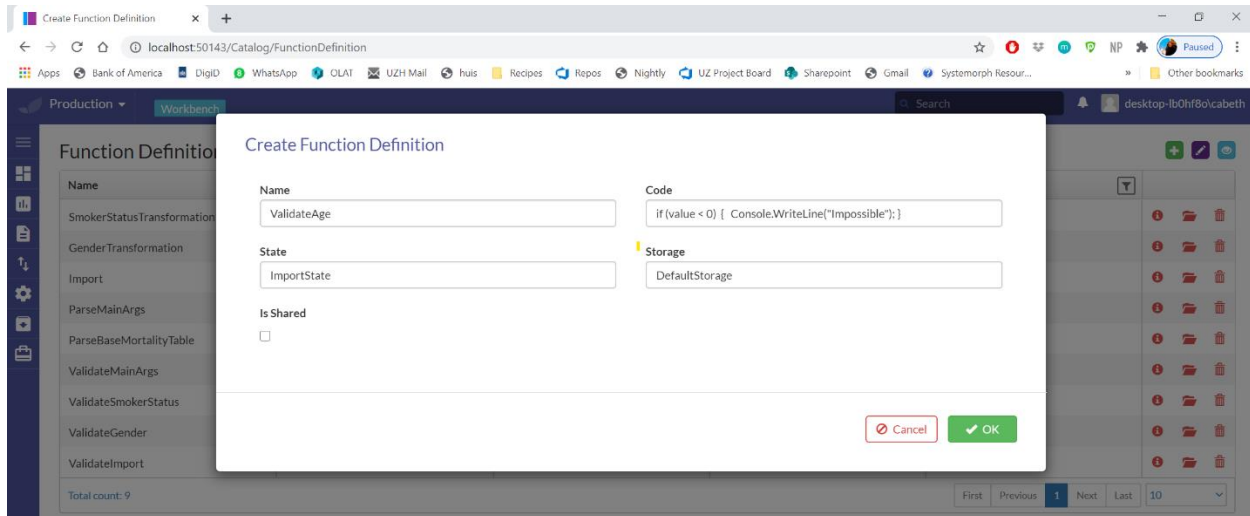 Create Function Definition
localhost:50143/Catalog/FunctionDefinition
NP
Paused
Apps
Bank of America
DigiD
WhatsApp
OLAT
UZH Mail
huis
Recipes
Repos
Nightly
UZ Project Board
Sharepoint
Gmail
Systemorph Resour...
Other bookmarks
Production
Workbench
Search
desktop-lb0hf8o\cabeth
Function Definitio
Create Function Definition
Name
SmokerStatusTransformation
GenderTransformation
Import
ParseMainArgs
ParseBaseMortalityTable
ValidateMainArgs
ValidateSmokerStatus
ValidateGender
ValidateImport
Name
ValidateAge
Code
if (value < 0) { Console.WriteLine("Impossible"); }
State
ImportState
Storage
DefaultStorage
Is Shared
Cancel
OK
Total count: 9
First
Previous
1
Next
Last
10